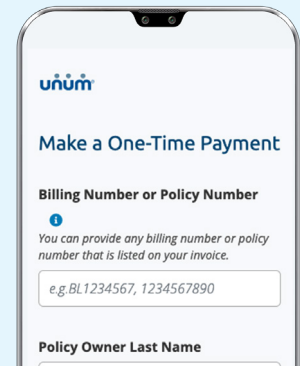 unum
Make a One-Time Payment
Billing Number or Policy Number
i
You can provide any billing number or policy
number that is listed on your invoice.
e.g.BL1234567, 1234567890
Policy Owner Last Name